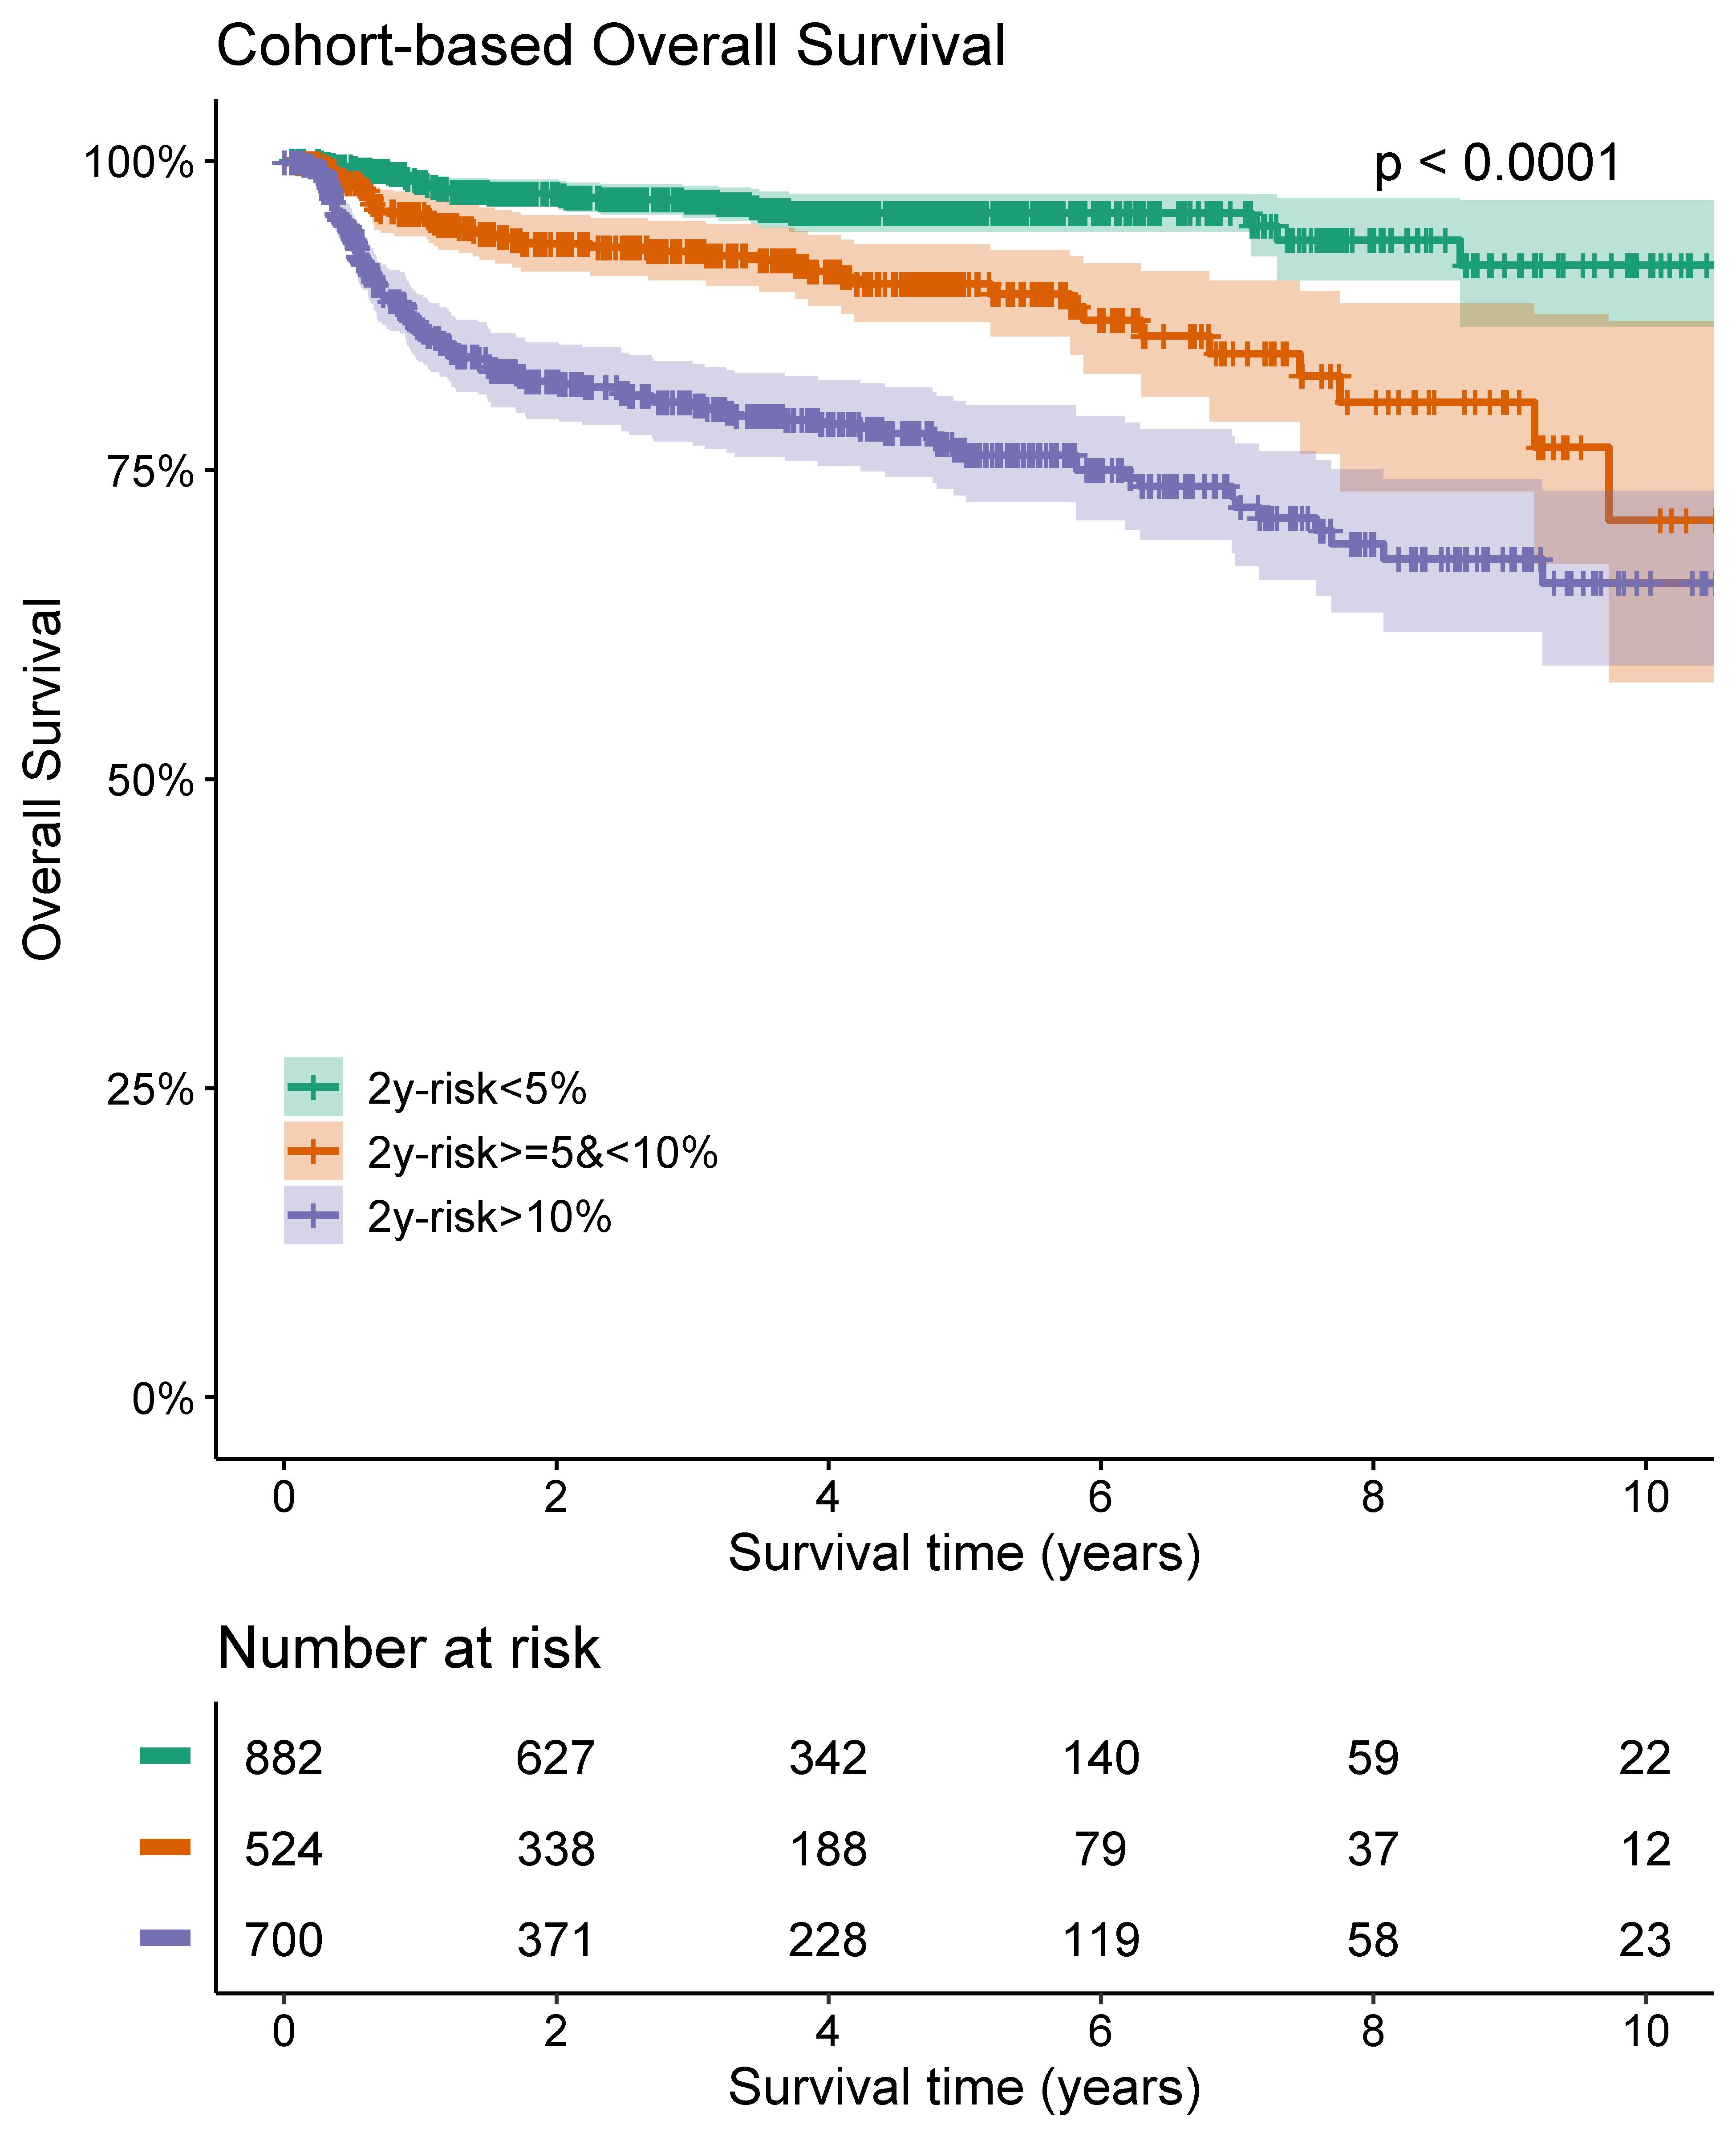 Cohort-based Overall Survival
p < 0.0001
100%
75%
50%
25%
0%
Overall Survival
2y-risk<5%
2y-risk>=5&<10%
2y-risk>10%
0 2 4 6 8 10
Survival time (years)
Number at risk
882 627 342 140 59 22
524 338 188 79 37 12
700 371 228 119 58 23
0 2 4 6 8 10
Survival time (years)